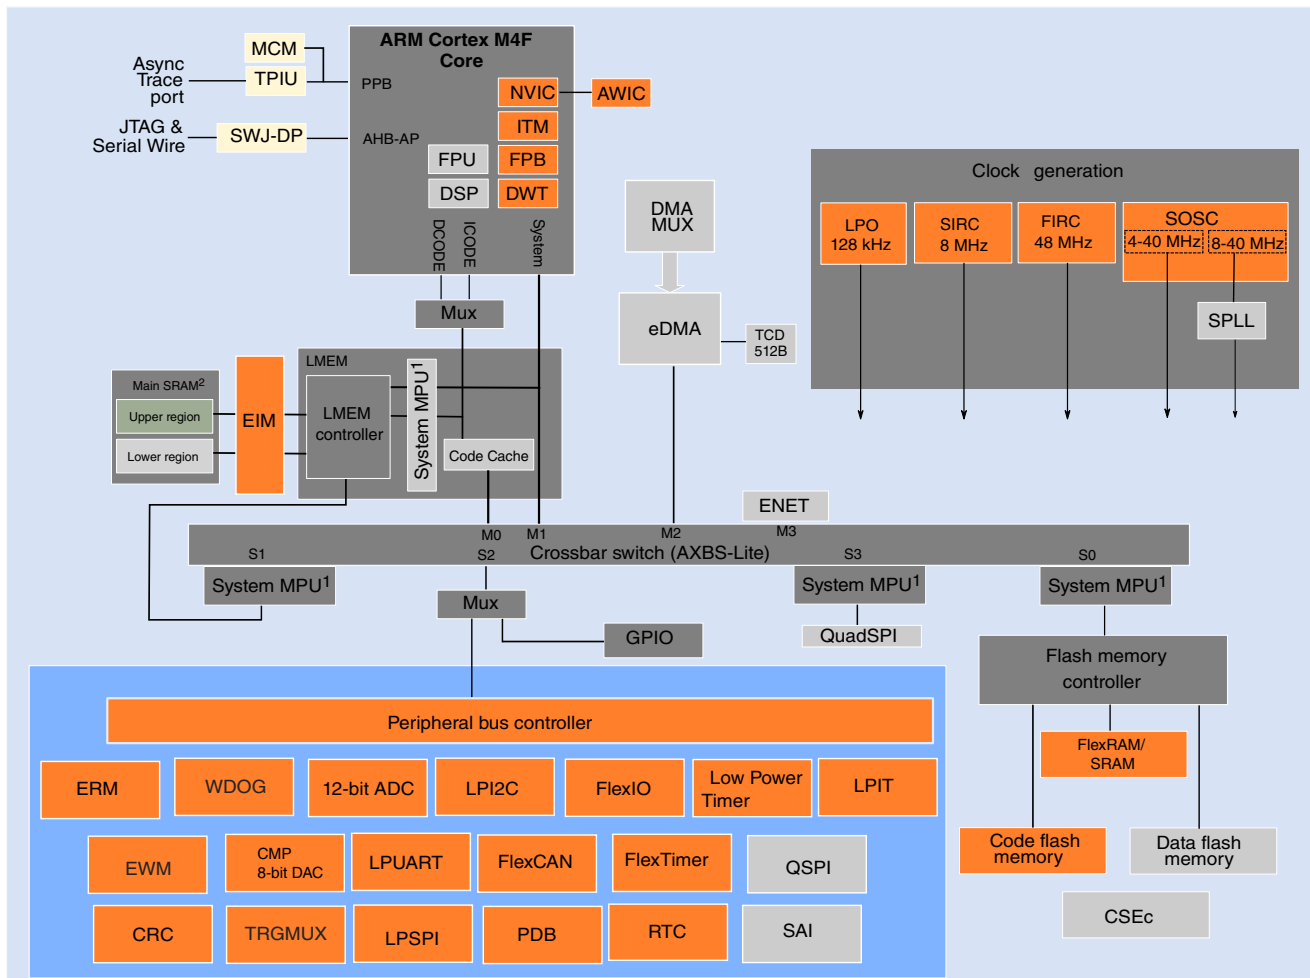 ARM Cortex M4F
Core
MCM
TPIU
Async
Trace
port
PPB
JTAG &
Serial Wire
SWJ-DP
AHB-AP
NVIC
AWIC
ITM
FPU
FPB
DSP
DWT
DCODE
ICODE
System
Mux
DMA
MUX
eDMA
TCD
512B
Clock generation
LPO
128 kHz
SIRC
8 MHz
FIRC
48 MHz
SOSC
4-40 MHz
8-40 MHz
SPLL
Main SRAM2
Upper region
Lower region
EIM
LMEM
LMEM
controller
System MPU1
Code Cache
ENET
M0
M1
M2
M3
Crossbar switch (AXBS-Lite)
S1
S2
S3
S0
System MPU1
System MPU1
System MPU1
Mux
GPIO
QuadSPI
Flash memory
controller
FlexRAM/
SRAM
Code flash
memory
Data flash
memory
CSEc
Peripheral bus controller
ERM
WDOG
12-bit ADC
LPI2C
FlexIO
Low Power
Timer
LPIT
EWM
CMP
8-bit DAC
LPUART
FlexCAN
FlexTimer
QSPI
CRC
TRGMUX
LPSPI
PDB
RTC
SAI